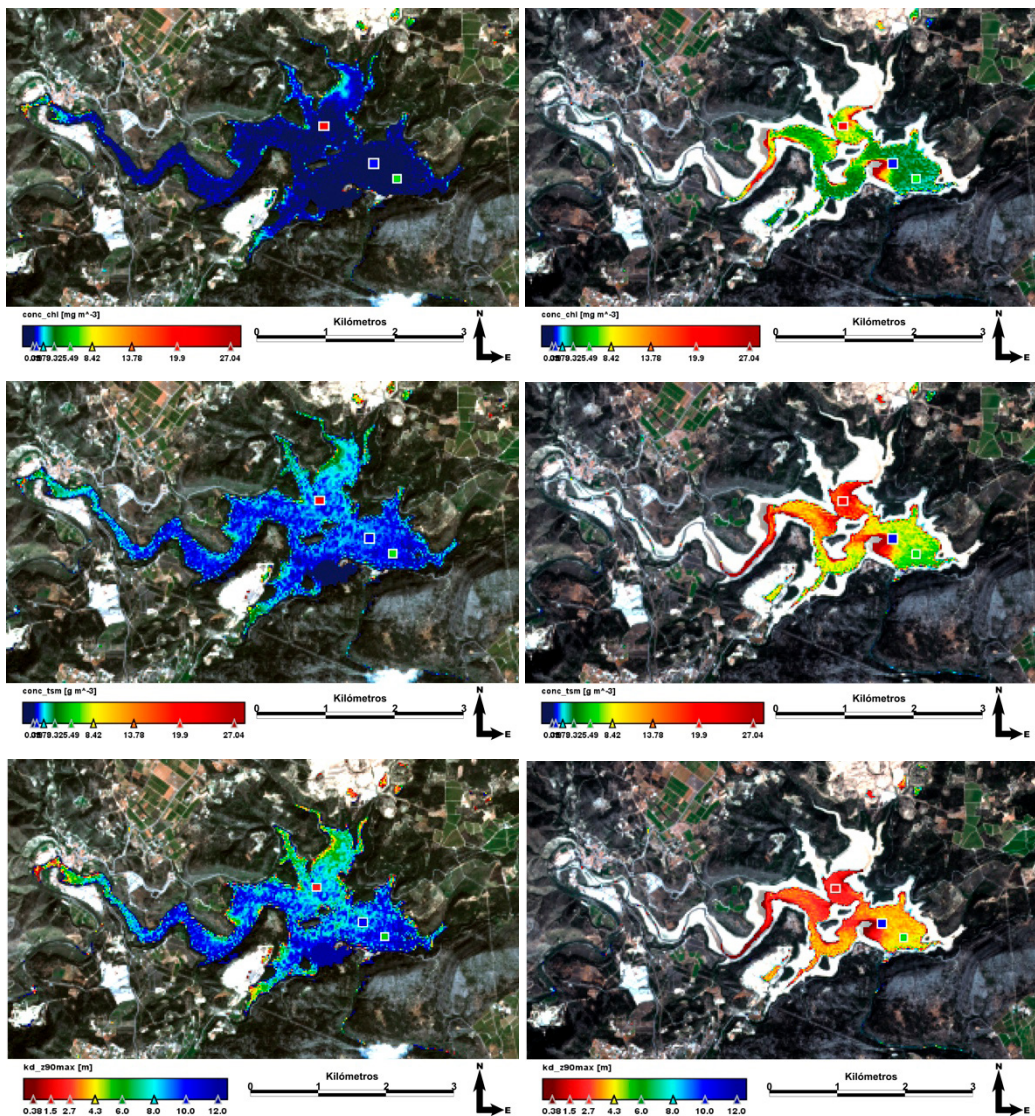 conc_chl [mg m^-3]
8.42 13.78 19.9 27.04
Kilómetros
0 1 2 3
N
E
conc_chl [mg m^-3]
8.42 13.78 19.9 27.04
Kilómetros
0 1 2 3
N
E
conc_tsm [g m^-3]
8.42 13.78 19.9 27.04
Kilómetros
0 1 2 3
N
E
conc_tsm [g m^-3]
8.42 13.78 19.9 27.04
Kilómetros
0 1 2 3
N
E
kd_z90max [m]
0.38 1.5 2.7 4.3 6.0 8.0 10.0 12.0
Kilómetros
0 1 2 3
N
E
kd_z90max [m]
0.38 1.5 2.7 4.3 6.0 8.0 10.0 12.0
Kilómetros
0 1 2 3
N
E